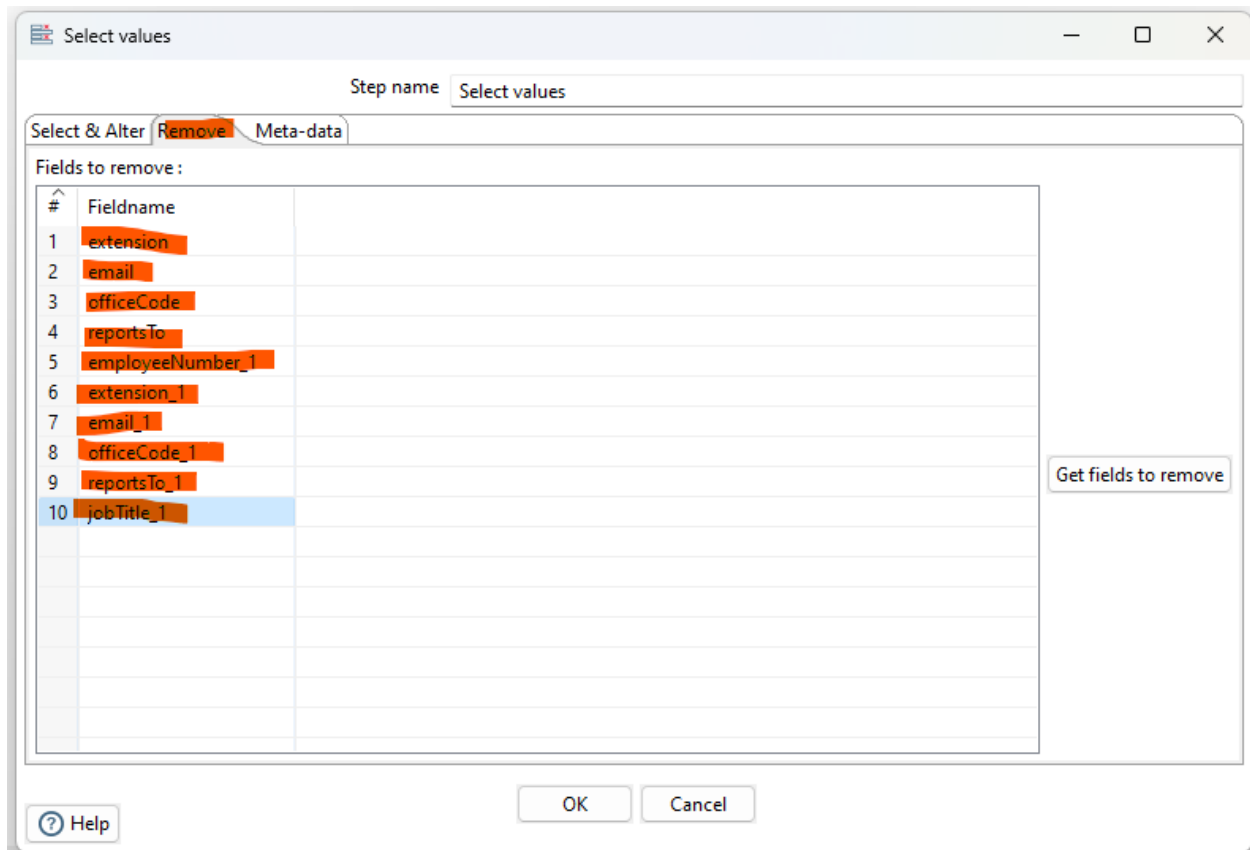 Select values
Step name Select values
Select & Alter Remove Meta-data
Fields to remove :
# Fieldname
1 extension
2 email
3 officeCode
4 reportsTo
5 employeeNumber_1
6 extension_1
7 email_1
8 officeCode_1
9 reportsTo_1
10 jobTitle_1
Get fields to remove
OK Cancel
? Help